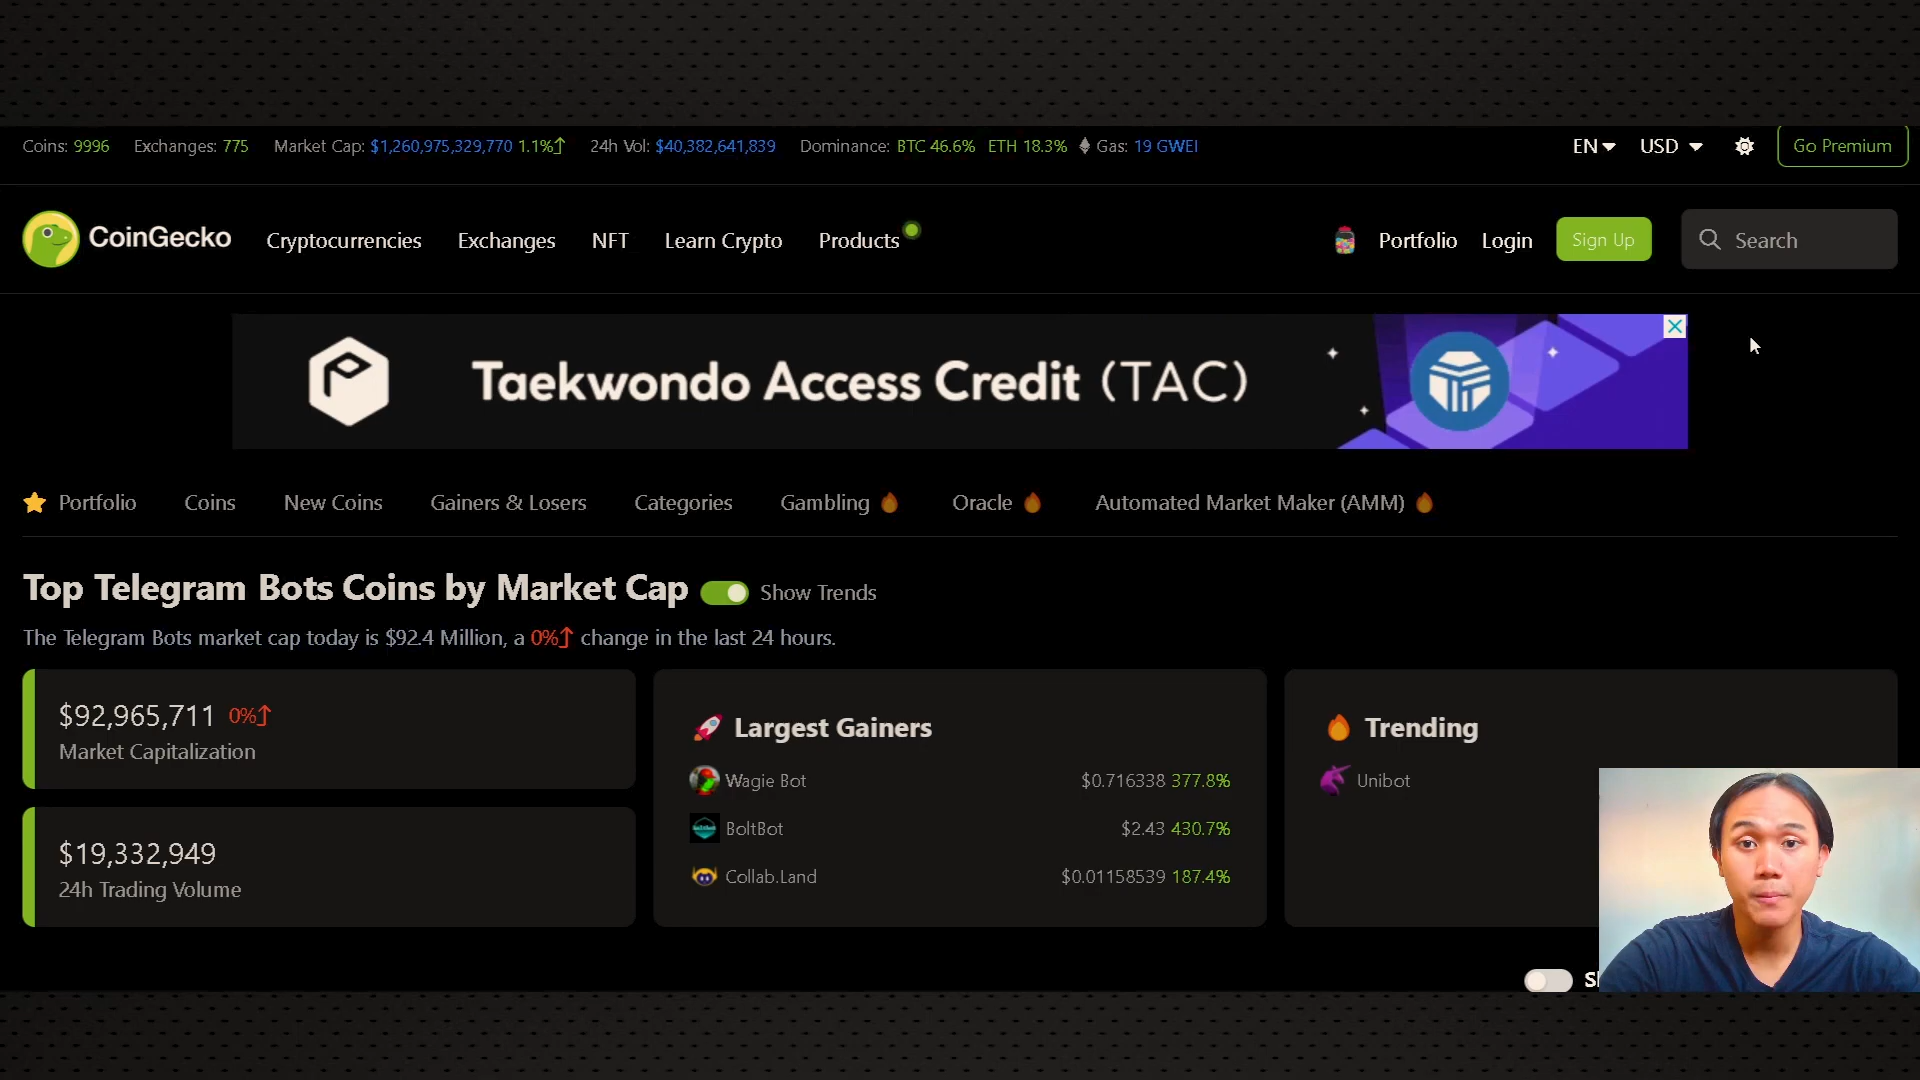 Coins: 9996 Exchanges: 775 Market Cap: $1,260,975,329,770 1.1% 24h Vol: $40,382,641,839 Dominance: BTC 46.6% ETH 18.3% Gas: 19 GWEI EN USD Go Premium
CoinGecko Cryptocurrencies Exchanges NFT Learn Crypto Products Portfolio Login Sign Up Search
Taekwondo Access Credit (TAC)
Portfolio Coins New Coins Gainers & Losers Categories Gambling Oracle Automated Market Maker (AMM)
Top Telegram Bots Coins by Market Cap Show Trends
The Telegram Bots market cap today is $92.4 Million, a 0% change in the last 24 hours.
$92,965,711 0%
Market Capitalization
$19,332,949
24h Trading Volume
Largest Gainers
Wagie Bot $0.716338 377.8%
BoltBot $2.43 430.7%
Collab.Land $0.01158539 187.4%
Trending
Unibot